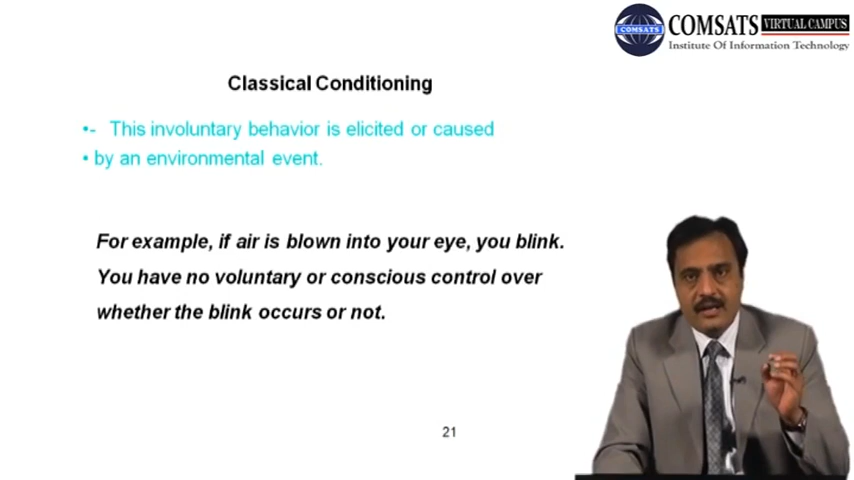 COMSATS VIRTUAL CAMPUS
Institute Of Information Technology
COMSATS
Classical Conditioning
•- This involuntary behavior is elicited or caused
• by an environmental event.
For example, if air is blown into your eye, you blink.
You have no voluntary or conscious control over
whether the blink occurs or not.
21